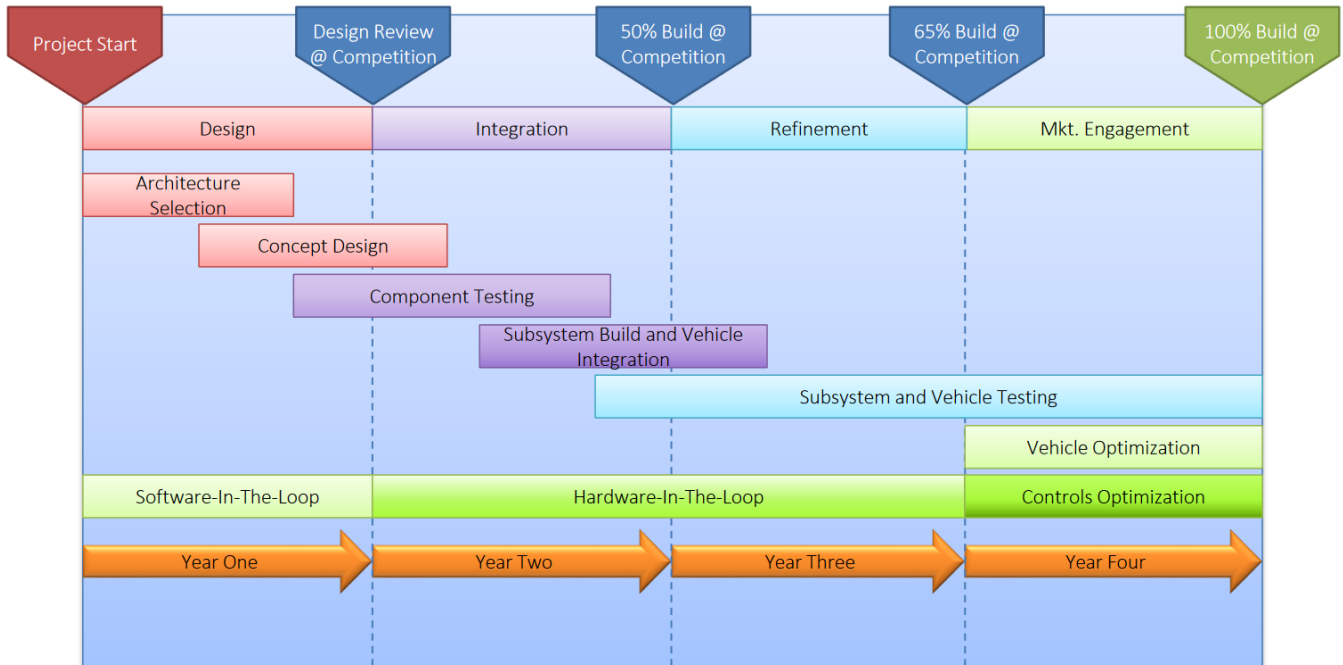 Project Start
Design Review
@ Competition
50% Build @
Competition
65% Build @
Competition
100% Build @
Competition
Design
Integration
Refinement
Mkt. Engagement
Architecture
Selection
Concept Design
Component Testing
Subsystem Build and Vehicle
Integration
Subsystem and Vehicle Testing
Vehicle Optimization
Software-In-The-Loop
Hardware-In-The-Loop
Controls Optimization
Year One
Year Two
Year Three
Year Four